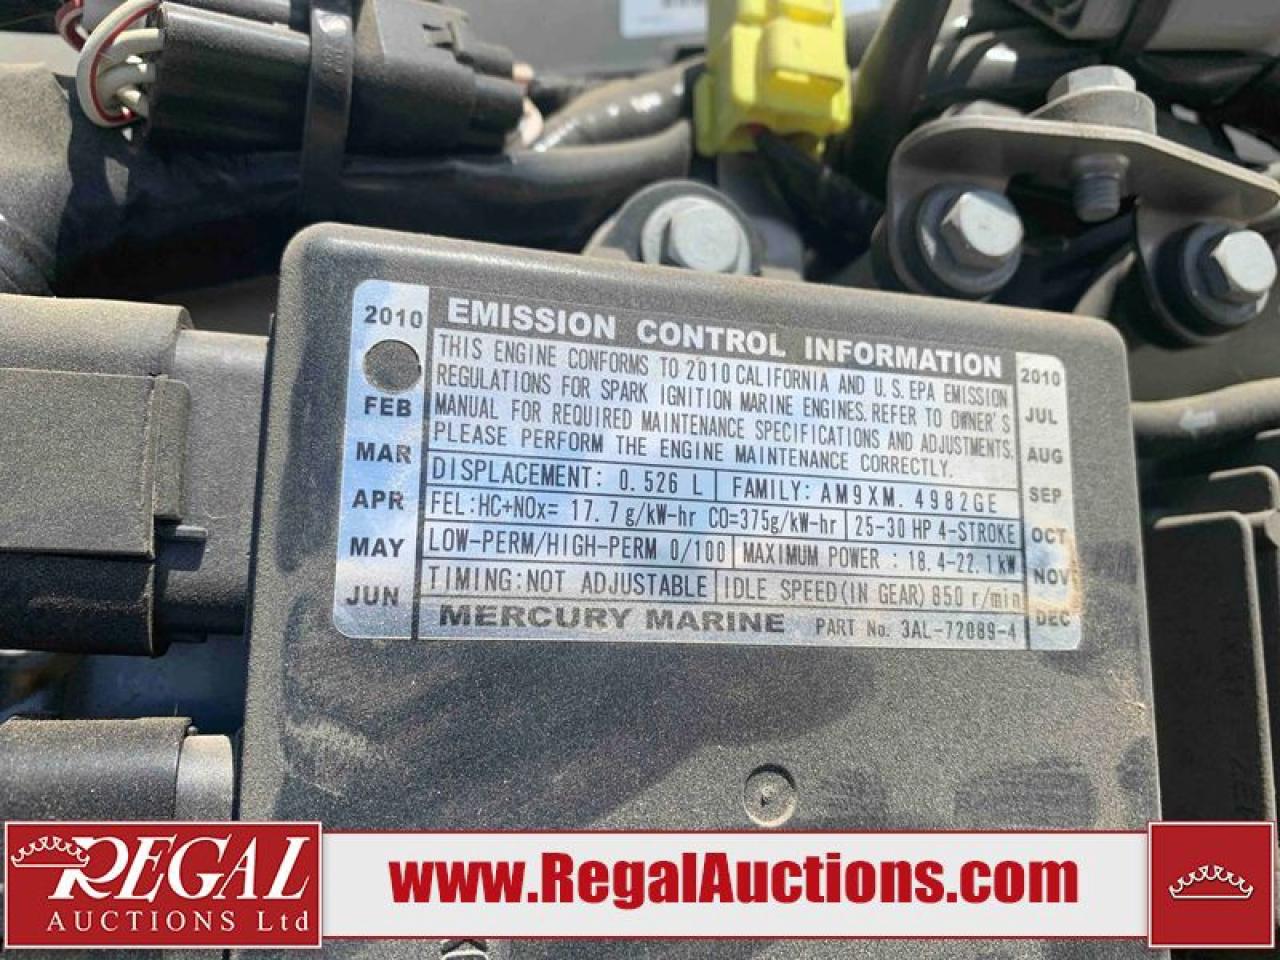 2010
FEB
MAR
APR
MAY
JUN
EMISSION CONTROL INFORMATION
THIS ENGINE CONFORMS TO 2010 CALIFORNIA AND U.S. EPA EMISSION
REGULATIONS FOR SPARK IGNITION MARINE ENGINES. REFER TO OWNER'S
MANUAL FOR REQUIRED MAINTENANCE SPECIFICATIONS AND ADJUSTMENTS.
PLEASE PERFORM THE ENGINE MAINTENANCE CORRECTLY.
DISPLACEMENT: 0.526 L FAMILY: AM9XM.4982GE
FEL:HC+NOx= 17.7g/kW-hr CO=375g/kW-hr 25-30 HP 4-STROKE
LOW-PERM/HIGH-PERM 0/100 MAXIMUM POWER : 18.4-22.1kW
TIMING:NOT ADJUSTABLE IDLE SPEED(IN GEAR) 850 r/min
MERCURY MARINE PART No. 3AL-72089-4
2010
JUL
AUG
SEP
OCT
NOV
DEC
REGAL
AUCTIONS Ltd
www.RegalAuctions.com